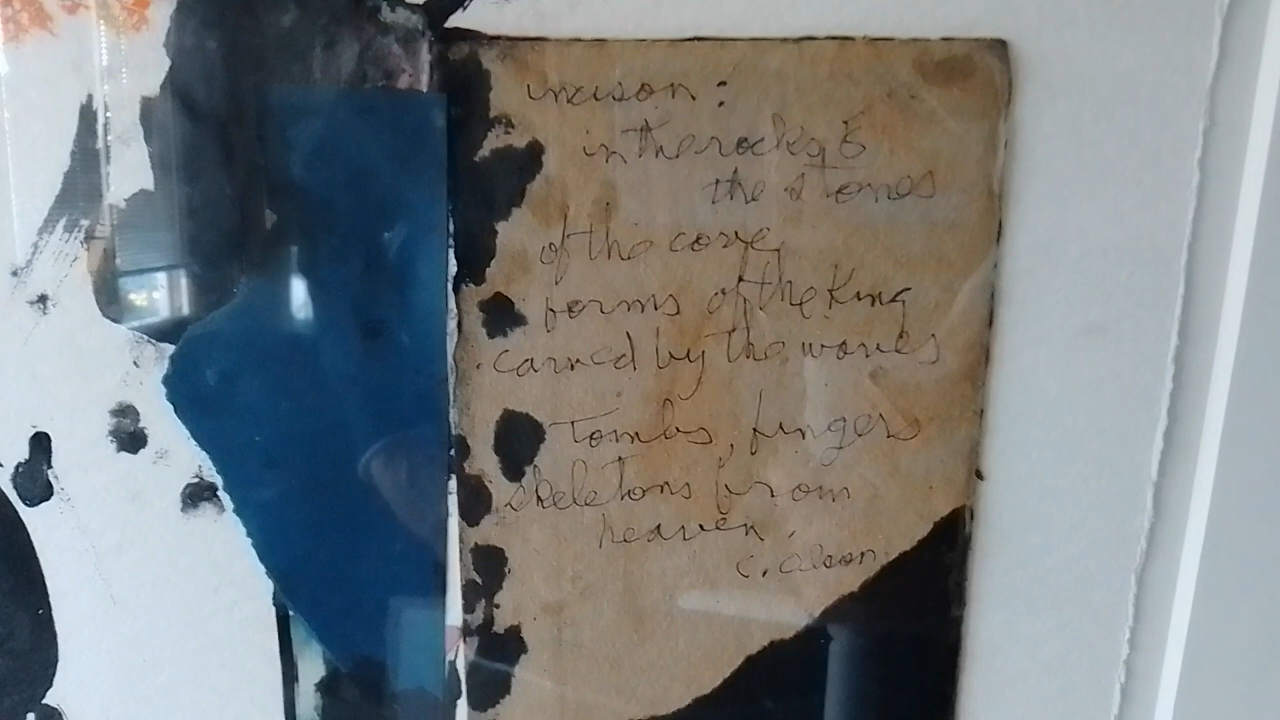 incison:
in the rocks &
the stones
of the cove,
forms of the King
carved by the waves
Tombs, fingers
skeletons from
heaven.
C. Olson